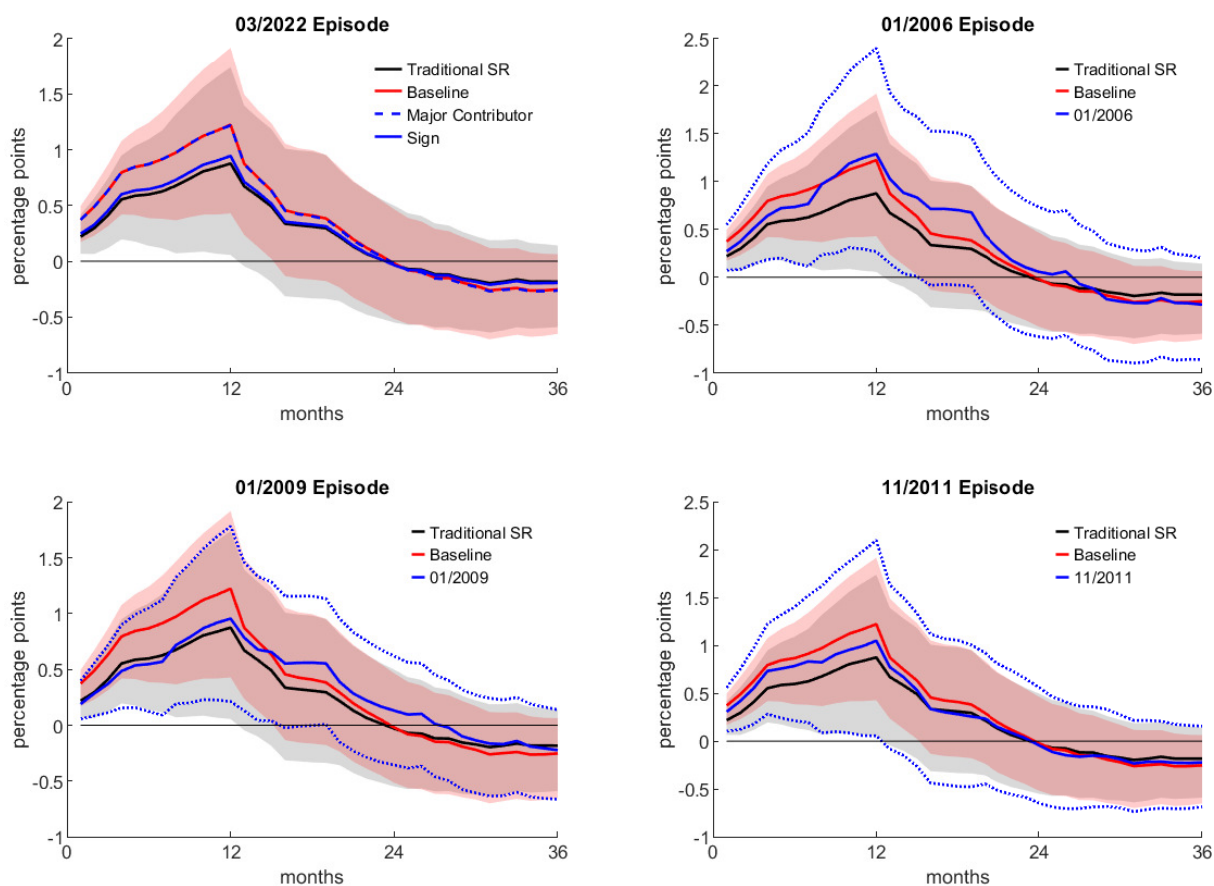 03/2022 Episode
2
1.5
1
0.5
0
-0.5
-1
percentage points
Traditional SR
Baseline
Major Contributor
Sign
0 12 24 36
months
01/2006 Episode
2.5
2
1.5
1
0.5
0
-0.5
-1
percentage points
Traditional SR
Baseline
01/2006
0 12 24 36
months
01/2009 Episode
2
1.5
1
0.5
0
-0.5
-1
percentage points
Traditional SR
Baseline
01/2009
0 12 24 36
months
11/2011 Episode
2.5
2
1.5
1
0.5
0
-0.5
-1
percentage points
Traditional SR
Baseline
11/2011
0 12 24 36
months